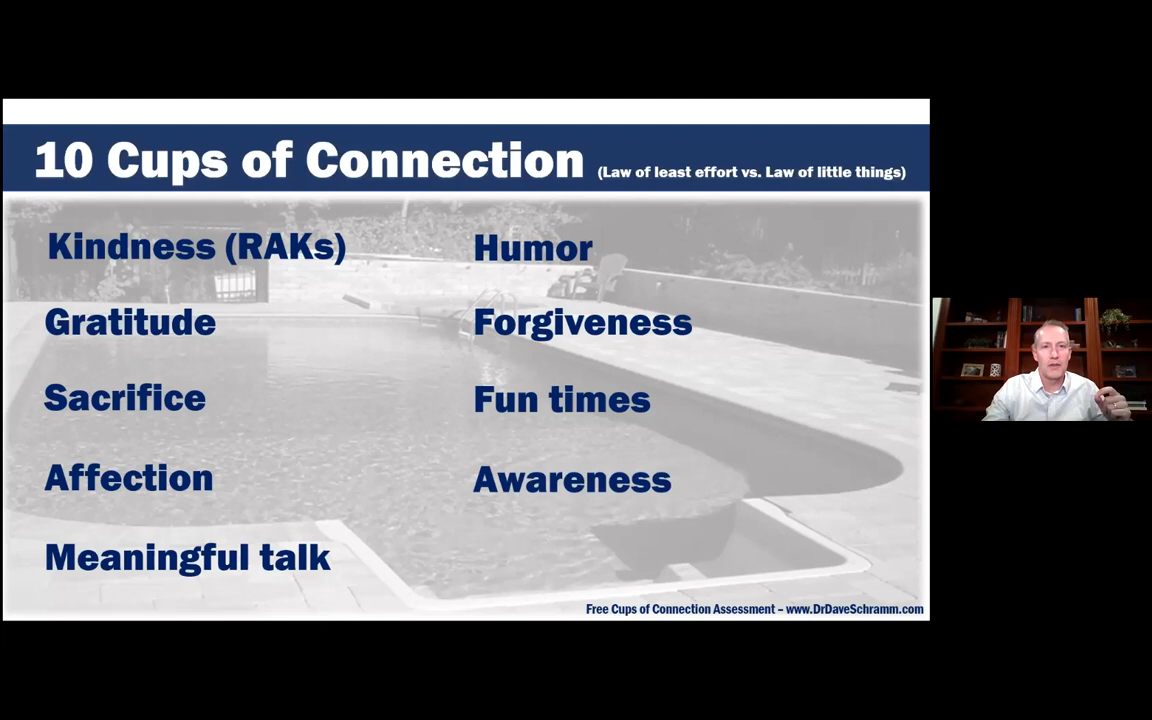 10 Cups of Connection (Law of least effort vs. Law of little things)
Kindness (RAKs)
Gratitude
Sacrifice
Affection
Meaningful talk
Humor
Forgiveness
Fun times
Awareness
Free Cups of Connection Assessment – www.DrDaveSchramm.com